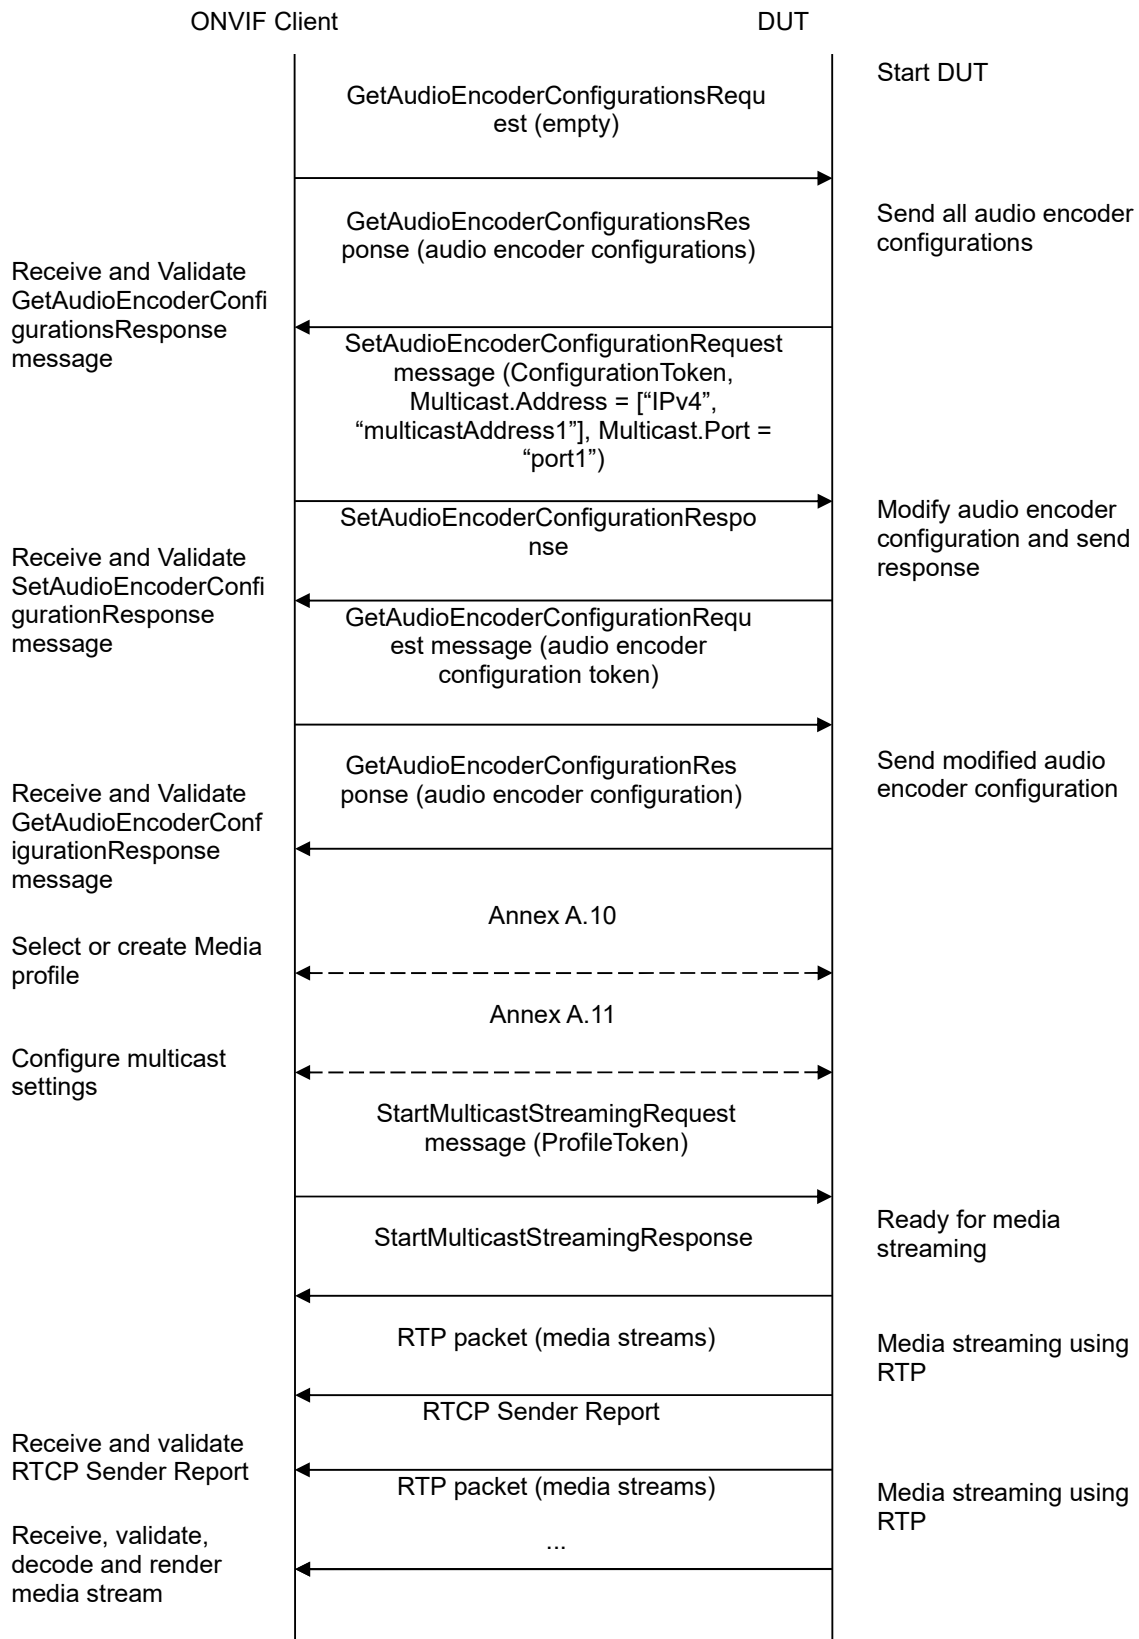 ONVIF Client
DUT
Start DUT
GetAudioEncoderConfigurationsRequ
est (empty)
GetAudioEncoderConfigurationsRes
ponse (audio encoder configurations)
Send all audio encoder
configurations
Receive and Validate
GetAudioEncoderConfi
gurationsResponse
message
SetAudioEncoderConfigurationRequest
message (ConfigurationToken,
Multicast.Address = [“IPv4”,
“multicastAddress1”], Multicast.Port =
“port1”)
SetAudioEncoderConfigurationRespo
nse
Modify audio encoder
configuration and send
response
Receive and Validate
SetAudioEncoderConfi
gurationResponse
message
GetAudioEncoderConfigurationRequ
est message (audio encoder
configuration token)
GetAudioEncoderConfigurationRes
ponse (audio encoder configuration)
Send modified audio
encoder configuration
Receive and Validate
GetAudioEncoderConf
igurationResponse
message
Annex A.10
Select or create Media
profile
Annex A.11
Configure multicast
settings
StartMulticastStreamingRequest
message (ProfileToken)
StartMulticastStreamingResponse
Ready for media
streaming
RTP packet (media streams)
Media streaming using
RTP
RTCP Sender Report
Receive and validate
RTCP Sender Report
RTP packet (media streams)
Media streaming using
RTP
Receive, validate,
decode and render
media stream
...